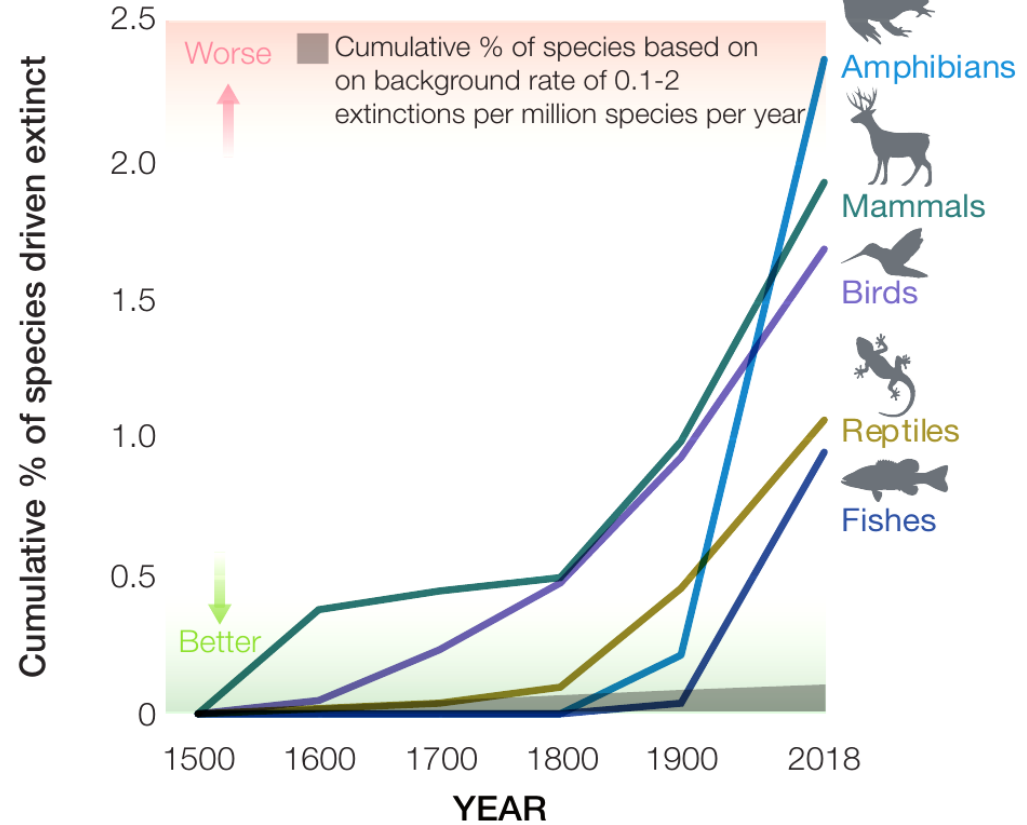 Cumulative % of species driven extinct
2.5
2.0
1.5
1.0
0.5
0
Worse
Cumulative % of species based on
on background rate of 0.1-2
extinctions per million species per year
Better
Amphibians
Mammals
Birds
Reptiles
Fishes
1500 1600 1700 1800 1900 2018
YEAR